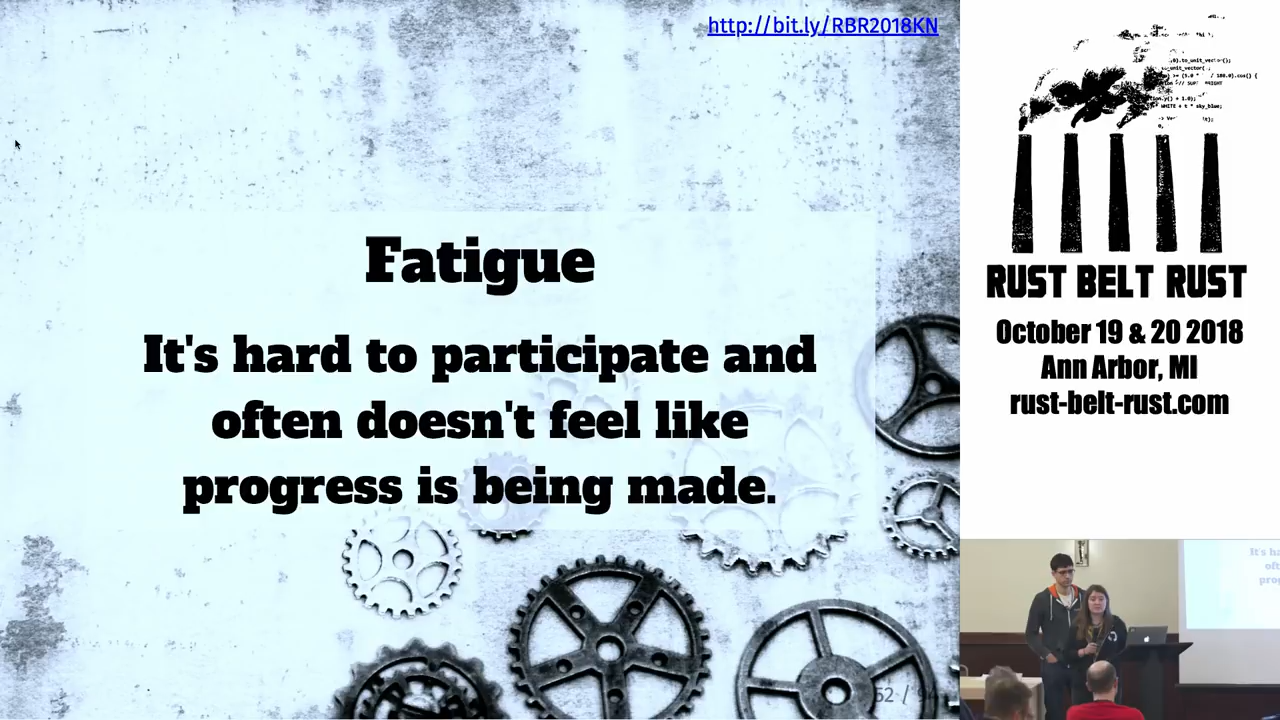 http://bit.ly/RBR2018KN
Fatigue
It's hard to participate and
often doesn't feel like
progress is being made.
RUST BELT RUST
October 19 & 20 2018
Ann Arbor, MI
rust-belt-rust.com